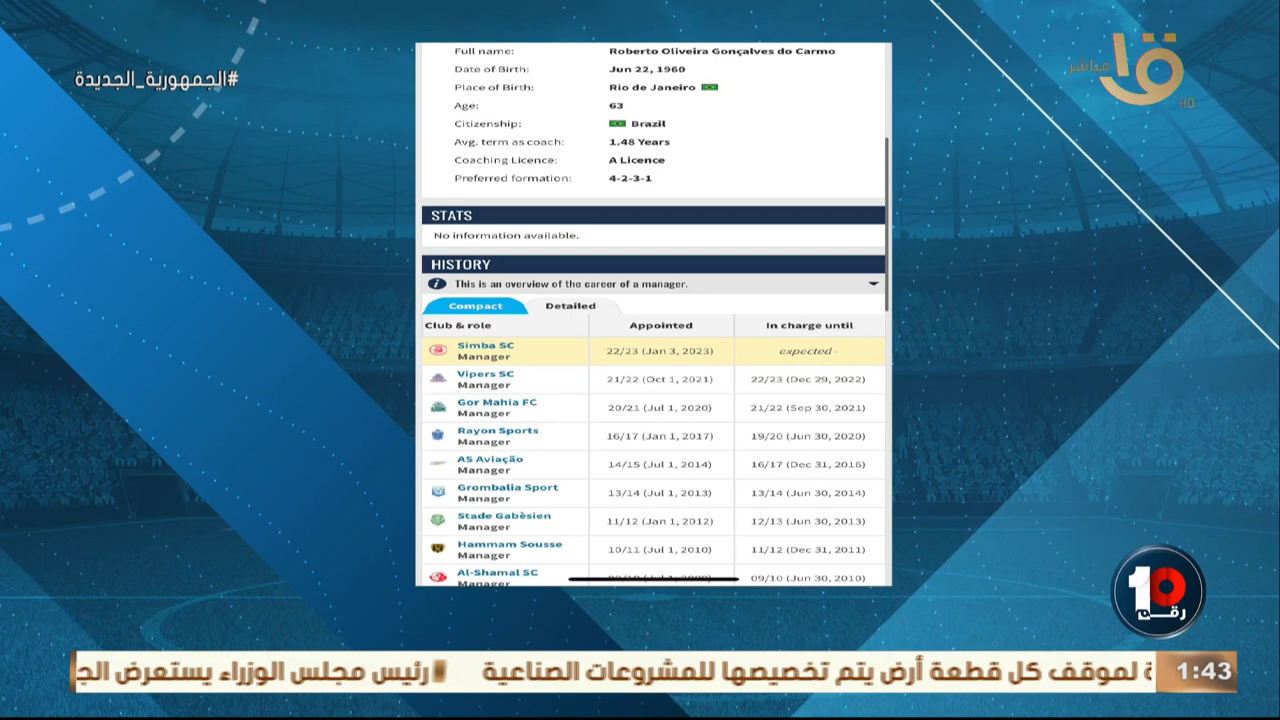 #الجمهورية_الجديدة
مباشر
HD
Full name: Roberto Oliveira Gonçalves do Carmo
Date of Birth: Jun 22, 1960
Place of Birth: Rio de Janeiro
Age: 63
Citizenship: Brazil
Avg. term as coach: 1.48 Years
Coaching Licence: A Licence
Preferred formation: 4-2-3-1
STATS
No information available.
HISTORY
This is an overview of the career of a manager.
Compact Detailed
Club & role Appointed In charge until
Simba SC
Manager 22/23 (Jan 3, 2023) expected -
Vipers SC
Manager 21/22 (Oct 1, 2021) 22/23 (Dec 29, 2022)
Gor Mahia FC
Manager 20/21 (Jul 1, 2020) 21/22 (Sep 30, 2021)
Rayon Sports
Manager 16/17 (Jan 1, 2017) 19/20 (Jun 30, 2020)
AS Aviação
Manager 14/15 (Jul 1, 2014) 16/17 (Dec 31, 2016)
Grombalia Sport
Manager 13/14 (Jul 1, 2013) 13/14 (Jun 30, 2014)
Stade Gabèsien
Manager 11/12 (Jan 1, 2012) 12/13 (Jun 30, 2013)
Hammam Sousse
Manager 10/11 (Jul 1, 2010) 11/12 (Dec 31, 2011)
Al-Shamal SC
Manager 09/10 (Jun 30, 2010)
10
رقم
لموقف كل قطعة أرض يتم تخصيصها للمشروعات الصناعية رئيس مجلس الوزراء يستعرض
1:43